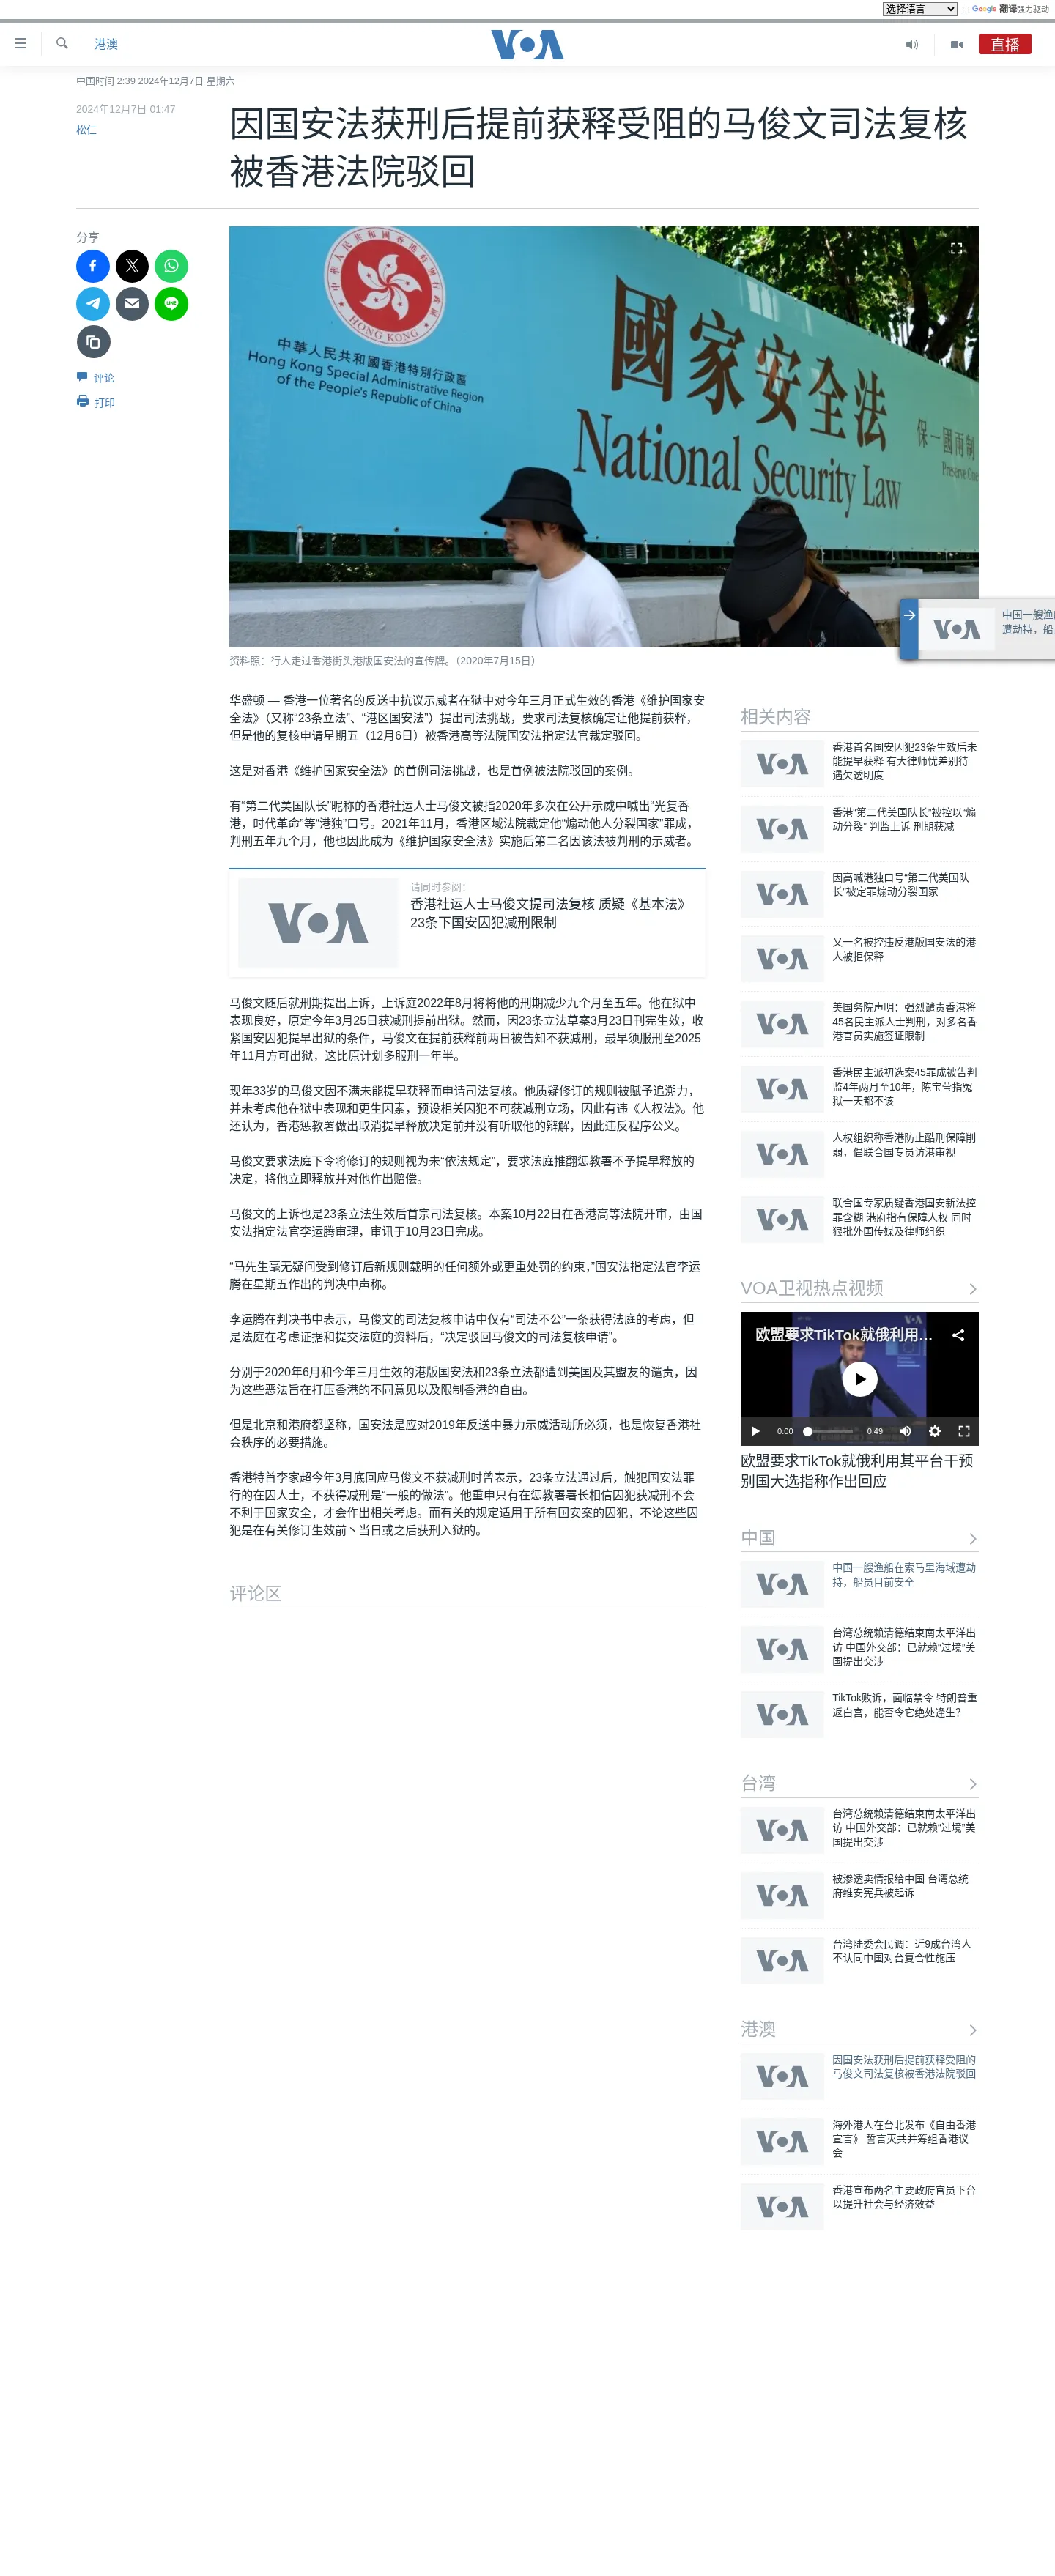 选择语言 由 Google 翻译强力驱动
港澳
VOA
直播
中国时间 2:39 2024年12月7日 星期六
2024年12月7日 01:47
松仁
因国安法获刑后提前获释受阻的马俊文司法复核
被香港法院驳回
分享
评论
打印
HONG KONG
中華人民共和國香港特別行政區
Hong Kong Special Administrative Region
of the People's Republic of China
國家安全法
National Security Law
保一國兩制
Preserve One
资料照：行人走过香港街头港版国安法的宣传牌。（2020年7月15日）
华盛顿 — 香港一位著名的反送中抗议示威者在狱中对今年三月正式生效的香港《维护国家安
全法》（又称“23条立法”、“港区国安法”）提出司法挑战，要求司法复核确定让他提前获释，
但是他的复核申请星期五（12月6日）被香港高等法院国安法指定法官裁定驳回。
这是对香港《维护国家安全法》的首例司法挑战，也是首例被法院驳回的案例。
有“第二代美国队长”昵称的香港社运人士马俊文被指2020年多次在公开示威中喊出“光复香
港，时代革命”等“港独”口号。2021年11月，香港区域法院裁定他“煽动他人分裂国家”罪成，
判刑五年九个月，他也因此成为《维护国家安全法》实施后第二名因该法被判刑的示威者。
VOA
请同时参阅：
香港社运人士马俊文提司法复核 质疑《基本法》
23条下国安囚犯减刑限制
马俊文随后就刑期提出上诉，上诉庭2022年8月将将他的刑期减少九个月至五年。他在狱中
表现良好，原定今年3月25日获减刑提前出狱。然而，因23条立法草案3月23日刊宪生效，收
紧国安囚犯提早出狱的条件，马俊文在提前获释前两日被告知不获减刑，最早须服刑至2025
年11月方可出狱，这比原计划多服刑一年半。
现年33岁的马俊文因不满未能提早获释而申请司法复核。他质疑修订的规则被赋予追溯力，
并未考虑他在狱中表现和更生因素，预设相关囚犯不可获减刑立场，因此有违《人权法》。他
还认为，香港惩教署做出取消提早释放决定前并没有听取他的辩解，因此违反程序公义。
马俊文要求法庭下令将修订的规则视为未“依法规定”，要求法庭推翻惩教署不予提早释放的
决定，将他立即释放并对他作出赔偿。
马俊文的上诉也是23条立法生效后首宗司法复核。本案10月22日在香港高等法院开审，由国
安法指定法官李运腾审理，审讯于10月23日完成。
“马先生毫无疑问受到修订后新规则载明的任何额外或更重处罚的约束，”国安法指定法官李运
腾在星期五作出的判决中声称。
李运腾在判决书中表示，马俊文的司法复核申请中仅有“司法不公”一条获得法庭的考虑，但
是法庭在考虑证据和提交法庭的资料后，“决定驳回马俊文的司法复核申请”。
分别于2020年6月和今年三月生效的港版国安法和23条立法都遭到美国及其盟友的谴责，因
为这些恶法旨在打压香港的不同意见以及限制香港的自由。
但是北京和港府都坚称，国安法是应对2019年反送中暴力示威活动所必须，也是恢复香港社
会秩序的必要措施。
香港特首李家超今年3月底回应马俊文不获减刑时曾表示，23条立法通过后，触犯国安法罪
行的在囚人士，不获得减刑是“一般的做法”。他重申只有在惩教署署长相信囚犯获减刑不会
不利于国家安全，才会作出相关考虑。而有关的规定适用于所有国安案的囚犯，不论这些囚
犯是在有关修订生效前丶当日或之后获刑入狱的。
评论区
VOA
中国一艘渔
遭劫持，船
相关内容
VOA
香港首名国安囚犯23条生效后未
能提早获释 有大律师忧差别待
遇欠透明度
VOA
香港“第二代美国队长”被控以“煽
动分裂” 判监上诉 刑期获减
VOA
因高喊港独口号“第二代美国队
长”被定罪煽动分裂国家
VOA
又一名被控违反港版国安法的港
人被拒保释
VOA
美国务院声明：强烈谴责香港将
45名民主派人士判刑，对多名香
港官员实施签证限制
VOA
香港民主派初选案45罪成被告判
监4年两月至10年，陈宝莹指冤
狱一天都不该
VOA
人权组织称香港防止酷刑保障削
弱，倡联合国专员访港审视
VOA
联合国专家质疑香港国安新法控
罪含糊 港府指有保障人权 同时
狠批外国传媒及律师组织
VOA卫视热点视频
欧盟要求TikTok就俄利用...
0:00 0:49
欧盟要求TikTok就俄利用其平台干预
别国大选指称作出回应
中国
VOA
中国一艘渔船在索马里海域遭劫
持，船员目前安全
VOA
台湾总统赖清德结束南太平洋出
访 中国外交部：已就赖“过境”美
国提出交涉
VOA
TikTok败诉，面临禁令 特朗普重
返白宫，能否令它绝处逢生？
台湾
VOA
台湾总统赖清德结束南太平洋出
访 中国外交部：已就赖“过境”美
国提出交涉
VOA
被渗透卖情报给中国 台湾总统
府维安宪兵被起诉
VOA
台湾陆委会民调：近9成台湾人
不认同中国对台复合性施压
港澳
VOA
因国安法获刑后提前获释受阻的
马俊文司法复核被香港法院驳回
VOA
海外港人在台北发布《自由香港
宣言》 誓言灭共并筹组香港议
会
VOA
香港宣布两名主要政府官员下台
以提升社会与经济效益